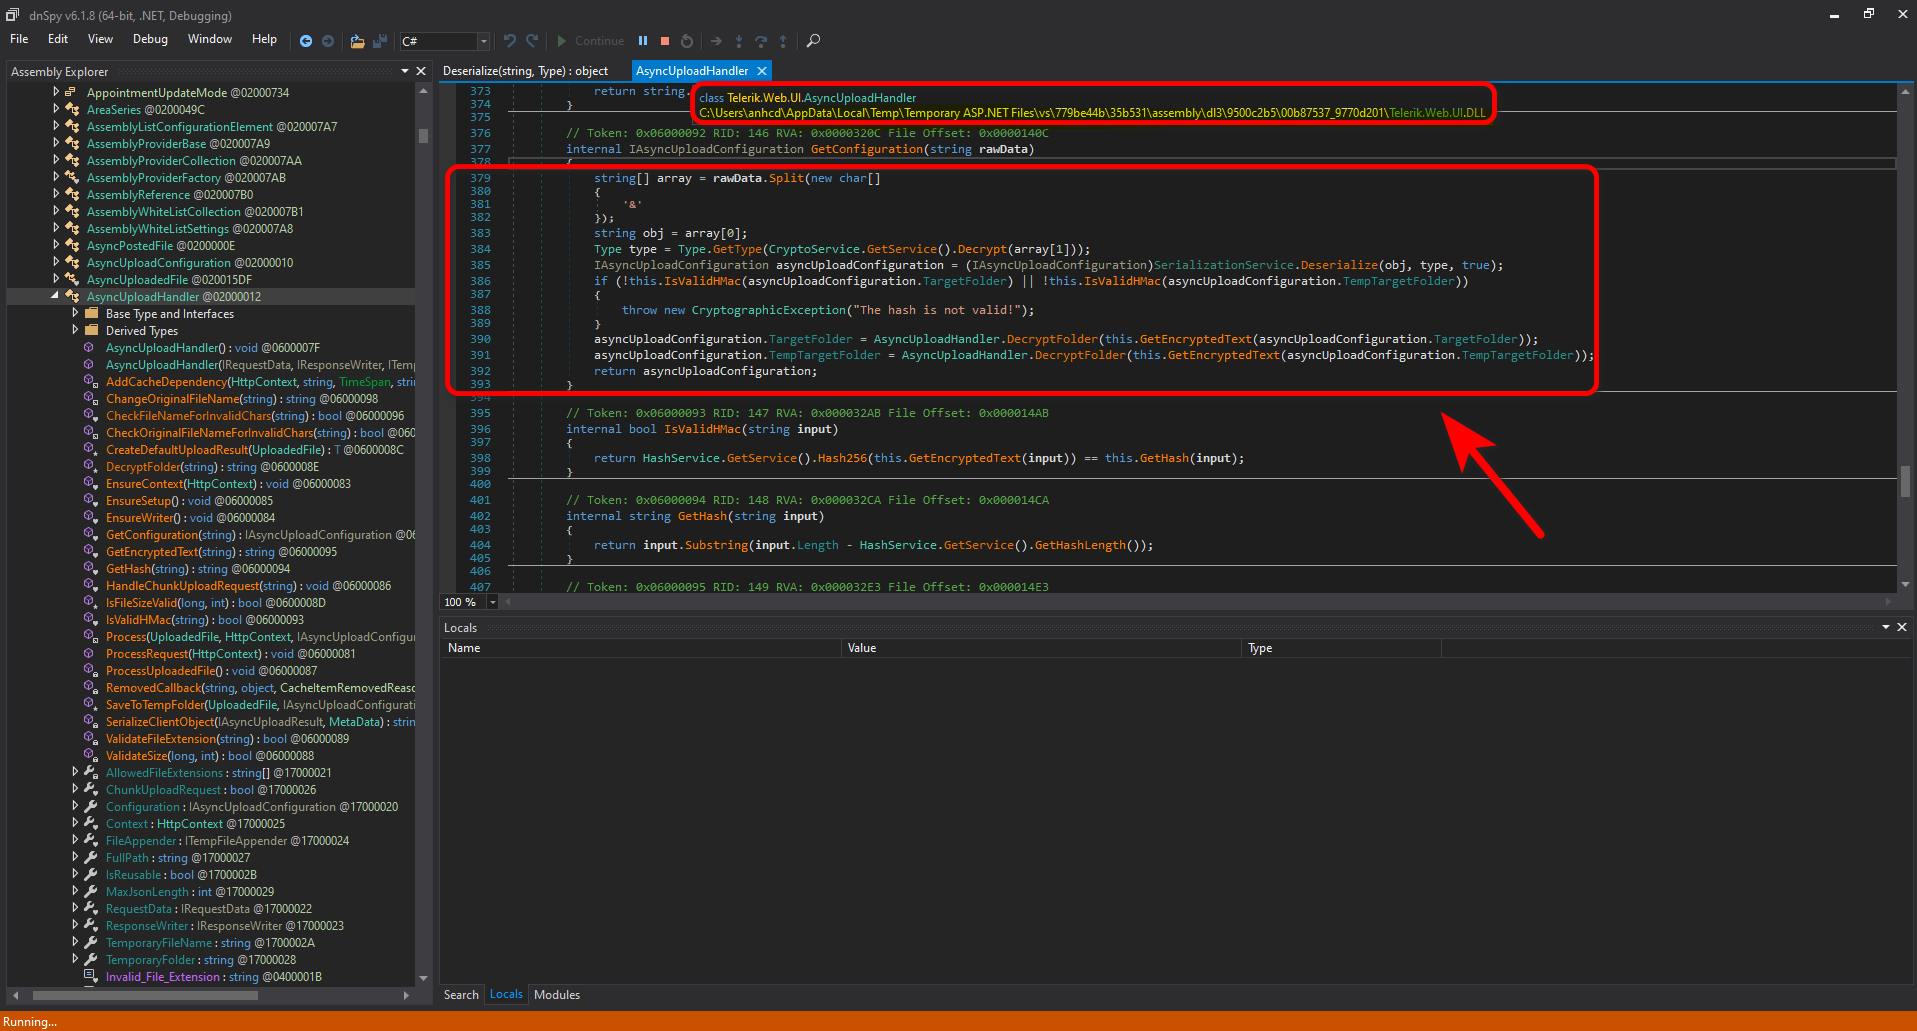 dnSpy v6.1.8 (64-bit, .NET, Debugging)
File Edit View Debug Window Help C# Continue
Assembly Explorer
AppointmentUpdateMode @02000734
AreaSeries @0200049C
AssemblyListConfigurationElement @020007A7
AssemblyProviderBase @020007A9
AssemblyProviderCollection @020007AA
AssemblyProviderFactory @020007AB
AssemblyReference @020007B0
AssemblyWhiteListCollection @020007B1
AssemblyWhiteListSettings @020007A8
AsyncPostedFile @0200000E
AsyncUploadConfiguration @02000010
AsyncUploadedFile @020015DF
AsyncUploadHandler @02000012
Base Type and Interfaces
Derived Types
AsyncUploadHandler() : void @0600007F
AsyncUploadHandler(IRequestData, IResponseWriter, ITemp
AddCacheDependency(HttpContext, string, TimeSpan, strin
ChangeOriginalFileName(string) : string @06000098
CheckFileNameForInvalidChars(string) : bool @06000096
CheckOriginalFileNameForInvalidChars(string) : bool @060
CreateDefaultUploadResult(UploadedFile) : T @0600008C
DecryptFolder(string) : string @0600008E
EnsureContext(HttpContext) : void @06000083
EnsureSetup() : void @06000085
EnsureWriter() : void @06000084
GetConfiguration(string) : IAsyncUploadConfiguration @06
GetEncryptedText(string) : string @06000095
GetHash(string) : string @06000094
HandleChunkUploadRequest(string) : void @06000086
IsFileSizeValid(long, int) : bool @0600008D
IsValidHMac(string) : bool @06000093
Process(UploadedFile, HttpContext, IAsyncUploadConfigur
ProcessRequest(HttpContext) : void @06000081
ProcessUploadedFile() : void @06000087
RemovedCallback(string, object, CacheItemRemovedReaso
SaveToTempFolder(UploadedFile, IAsyncUploadConfigurati
SerializeClientObject(IAsyncUploadResult, MetaData) : strin
ValidateFileExtension(string) : bool @06000089
ValidateSize(long, int) : bool @06000088
AllowedFileExtensions : string[] @17000021
ChunkUploadRequest : bool @17000026
Configuration : IAsyncUploadConfiguration @17000020
Context : HttpContext @17000025
FileAppender : ITempFileAppender @17000024
FullPath : string @17000027
IsReusable : bool @1700002B
MaxJsonLength : int @17000029
RequestData : IRequestData @17000022
ResponseWriter : IResponseWriter @17000023
TemporaryFileName : string @1700002A
TemporaryFolder : string @17000028
Invalid_File_Extension : string @0400001B
Deserialize(string, Type) : object AsyncUploadHandler
class Telerik.Web.UI.AsyncUploadHandler
C:\Users\anhcd\AppData\Local\Temp\Temporary ASP.NET Files\vs\779be44b\35b531\assembly\dl3\9500c2b5\00b87537_9770d201\Telerik.Web.UI.DLL
373 return string.
374 }
375
376 // Token: 0x06000092 RID: 146 RVA: 0x0000320C File Offset: 0x0000140C
377 internal IAsyncUploadConfiguration GetConfiguration(string rawData)
378 {
379 string[] array = rawData.Split(new char[]
380 {
381 '&'
382 });
383 string obj = array[0];
384 Type type = Type.GetType(CryptoService.GetService().Decrypt(array[1]));
385 IAsyncUploadConfiguration asyncUploadConfiguration = (IAsyncUploadConfiguration)SerializationService.Deserialize(obj, type, true);
386 if (!this.IsValidHMac(asyncUploadConfiguration.TargetFolder) || !this.IsValidHMac(asyncUploadConfiguration.TempTargetFolder))
387 {
388 throw new CryptographicException("The hash is not valid!");
389 }
390 asyncUploadConfiguration.TargetFolder = AsyncUploadHandler.DecryptFolder(this.GetEncryptedText(asyncUploadConfiguration.TargetFolder));
391 asyncUploadConfiguration.TempTargetFolder = AsyncUploadHandler.DecryptFolder(this.GetEncryptedText(asyncUploadConfiguration.TempTargetFolder));
392 return asyncUploadConfiguration;
393 }
394
395 // Token: 0x06000093 RID: 147 RVA: 0x000032AB File Offset: 0x000014AB
396 internal bool IsValidHMac(string input)
397 {
398 return HashService.GetService().Hash256(this.GetEncryptedText(input)) == this.GetHash(input);
399 }
400
401 // Token: 0x06000094 RID: 148 RVA: 0x000032CA File Offset: 0x000014CA
402 internal string GetHash(string input)
403 {
404 return input.Substring(input.Length - HashService.GetService().GetHashLength());
405 }
406
407 // Token: 0x06000095 RID: 149 RVA: 0x000032E3 File Offset: 0x000014E3
100 %
Locals
Name Value Type
Search Locals Modules
Running...